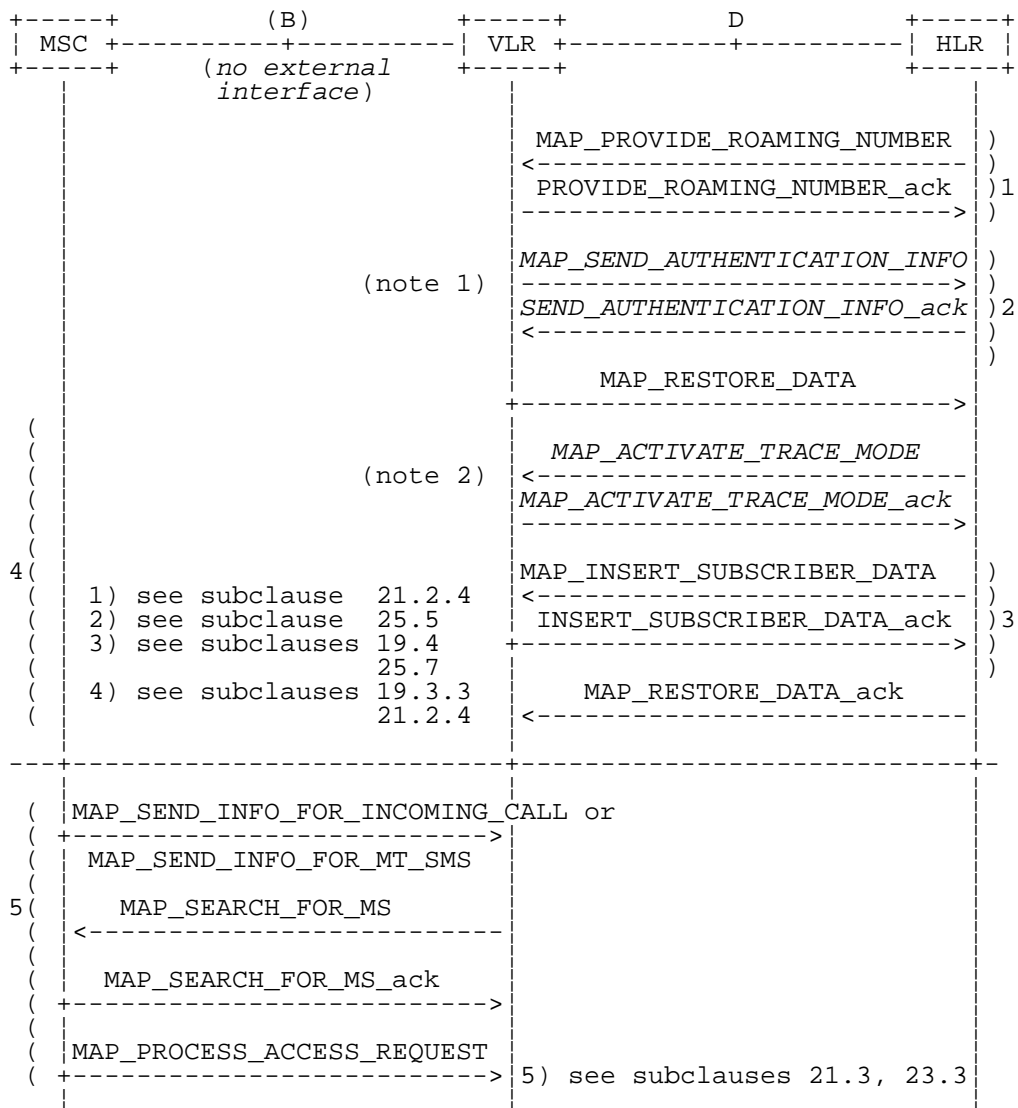 (B) D
MSC VLR HLR
(no external
interface)
MAP_PROVIDE_ROAMING_NUMBER )
)
PROVIDE_ROAMING_NUMBER_ack )1
)
MAP_SEND_AUTHENTICATION_INFO )
(note 1) )
SEND_AUTHENTICATION_INFO_ack )2
)
)
MAP_RESTORE_DATA
(
( MAP_ACTIVATE_TRACE_MODE
( (note 2)
( MAP_ACTIVATE_TRACE_MODE_ack
(
(
4( MAP_INSERT_SUBSCRIBER_DATA )
( 1) see subclause 21.2.4 )
( 2) see subclause 25.5 INSERT_SUBSCRIBER_DATA_ack )3
( 3) see subclauses 19.4 )
( 25.7 )
( 4) see subclauses 19.3.3 MAP_RESTORE_DATA_ack
( 21.2.4
( MAP_SEND_INFO_FOR_INCOMING_CALL or
(
( MAP_SEND_INFO_FOR_MT_SMS
(
5( MAP_SEARCH_FOR_MS
(
(
( MAP_SEARCH_FOR_MS_ack
(
(
( MAP_PROCESS_ACCESS_REQUEST
( 5) see subclauses 21.3, 23.3